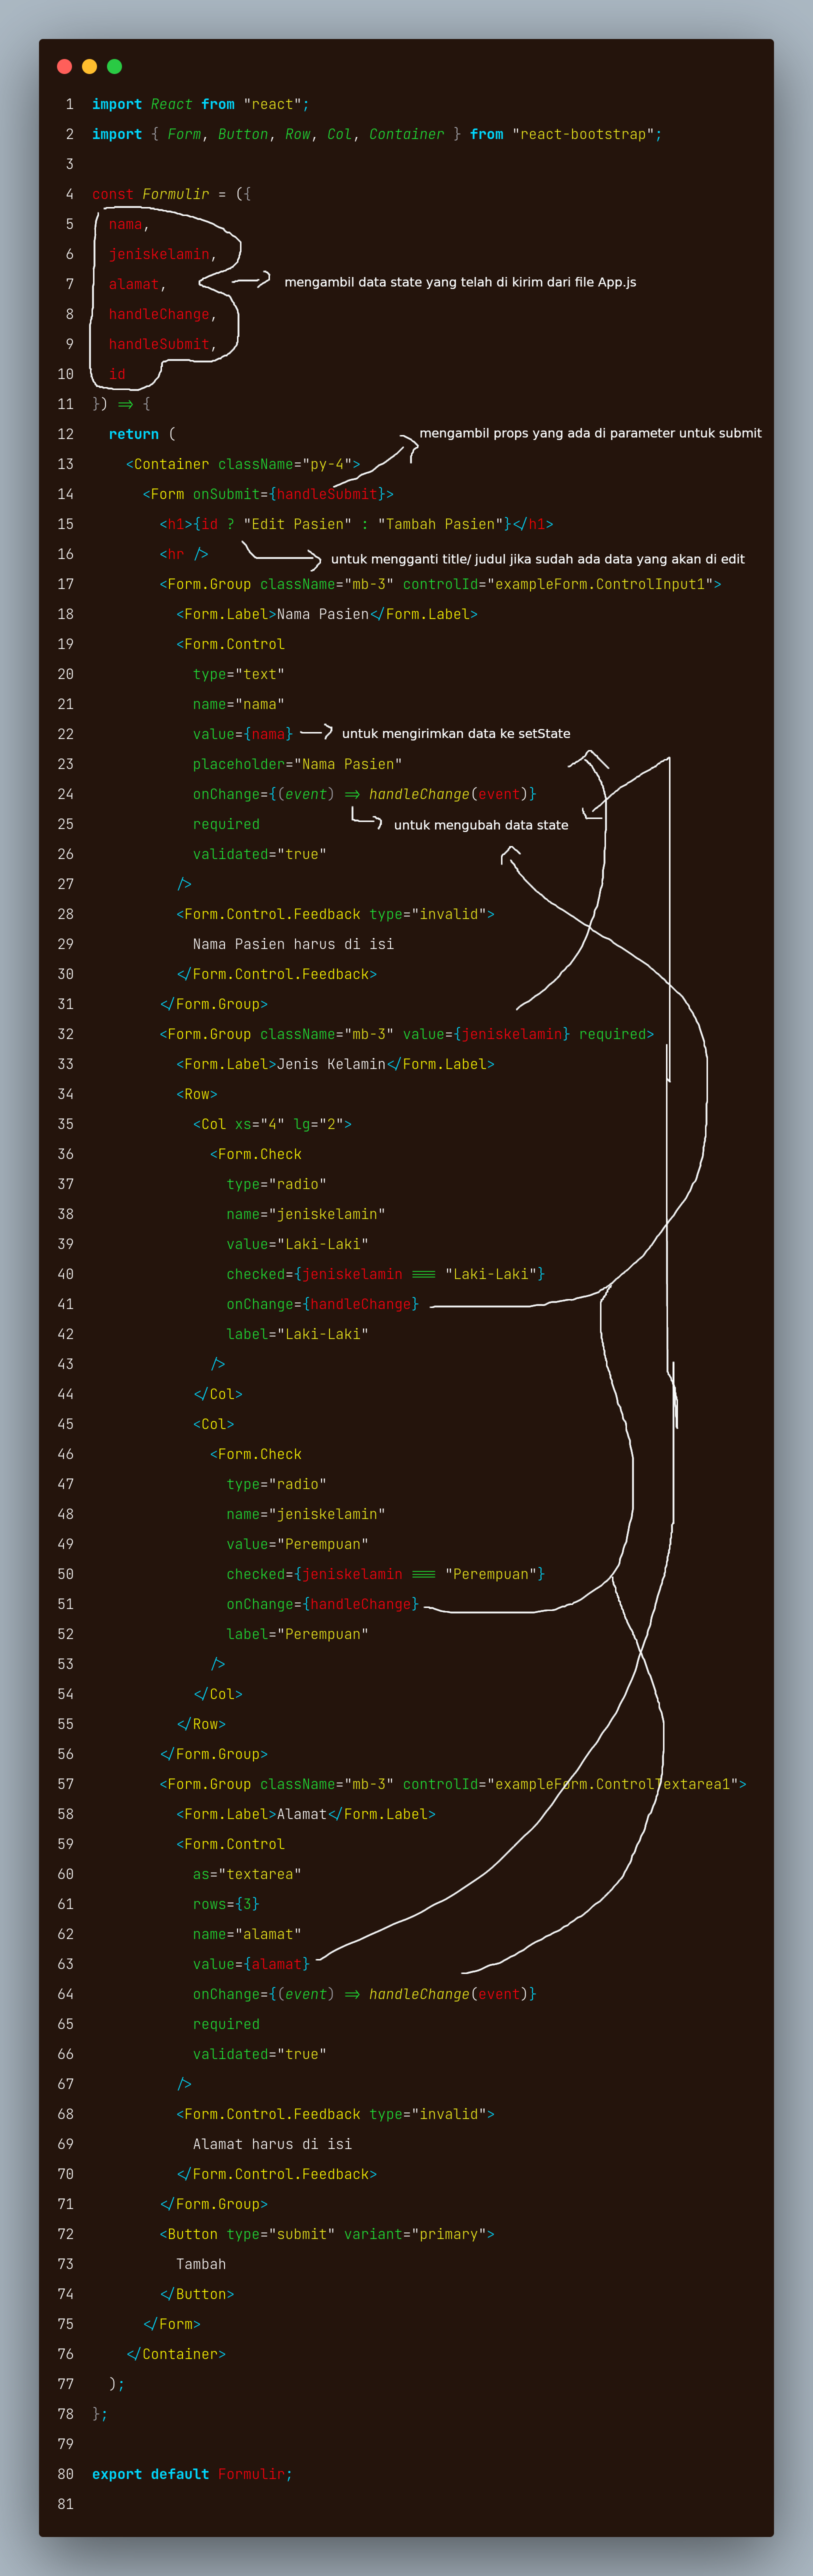 1 import React from "react";
2 import { Form, Button, Row, Col, Container } from "react-bootstrap";
3
4 const Formulir = ({
5 nama,
6 jeniskelamin,
7 alamat, mengambil data state yang telah di kirim dari file App.js
8 handleChange,
9 handleSubmit,
10 id
11 }) => {
12 return ( mengambil props yang ada di parameter untuk submit
13 <Container className="py-4">
14 <Form onSubmit={handleSubmit}>
15 <h1>{id ? "Edit Pasien" : "Tambah Pasien"}</h1>
16 <hr /> untuk mengganti title/ judul jika sudah ada data yang akan di edit
17 <Form.Group className="mb-3" controlId="exampleForm.ControlInput1">
18 <Form.Label>Nama Pasien</Form.Label>
19 <Form.Control
20 type="text"
21 name="nama"
22 value={nama} untuk mengirimkan data ke setState
23 placeholder="Nama Pasien"
24 onChange={(event) => handleChange(event)}
25 required untuk mengubah data state
26 validated="true"
27 />
28 <Form.Control.Feedback type="invalid">
29 Nama Pasien harus di isi
30 </Form.Control.Feedback>
31 </Form.Group>
32 <Form.Group className="mb-3" value={jeniskelamin} required>
33 <Form.Label>Jenis Kelamin</Form.Label>
34 <Row>
35 <Col xs="4" lg="2">
36 <Form.Check
37 type="radio"
38 name="jeniskelamin"
39 value="Laki-Laki"
40 checked={jeniskelamin === "Laki-Laki"}
41 onChange={handleChange}
42 label="Laki-Laki"
43 />
44 </Col>
45 <Col>
46 <Form.Check
47 type="radio"
48 name="jeniskelamin"
49 value="Perempuan"
50 checked={jeniskelamin === "Perempuan"}
51 onChange={handleChange}
52 label="Perempuan"
53 />
54 </Col>
55 </Row>
56 </Form.Group>
57 <Form.Group className="mb-3" controlId="exampleForm.ControlTextarea1">
58 <Form.Label>Alamat</Form.Label>
59 <Form.Control
60 as="textarea"
61 rows={3}
62 name="alamat"
63 value={alamat}
64 onChange={(event) => handleChange(event)}
65 required
66 validated="true"
67 />
68 <Form.Control.Feedback type="invalid">
69 Alamat harus di isi
70 </Form.Control.Feedback>
71 </Form.Group>
72 <Button type="submit" variant="primary">
73 Tambah
74 </Button>
75 </Form>
76 </Container>
77 );
78 };
79
80 export default Formulir;
81